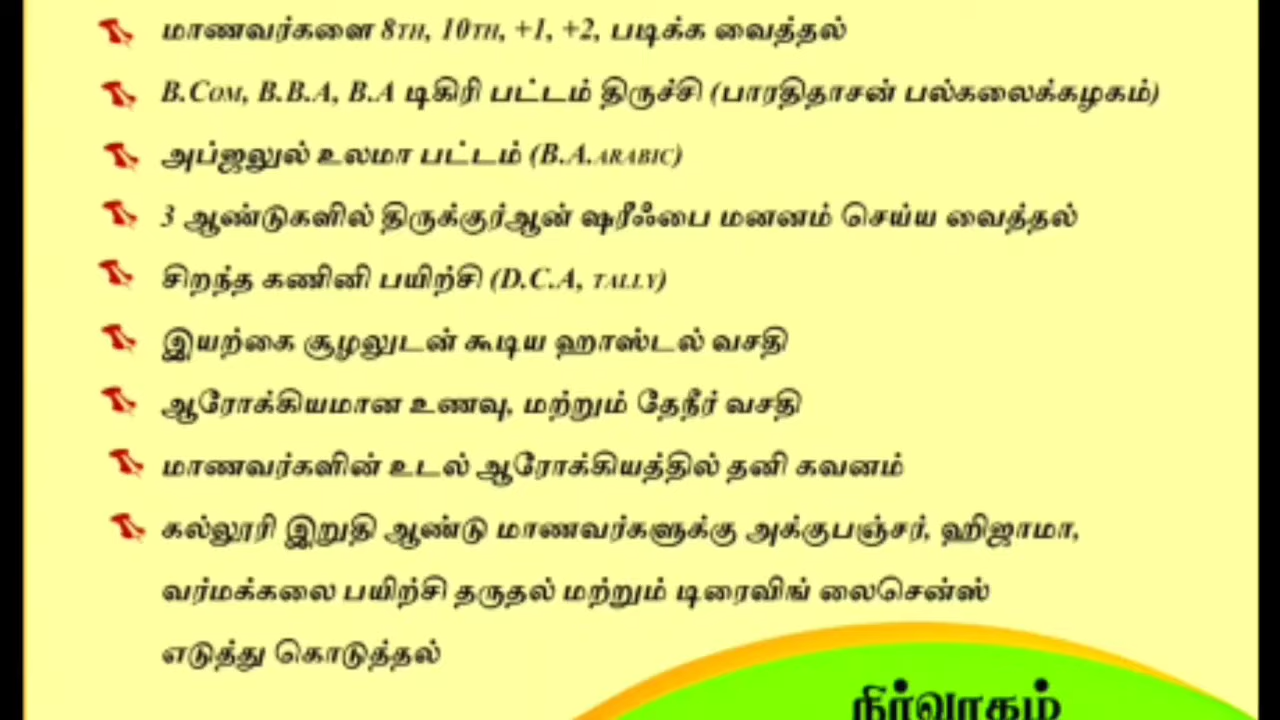 மாணவர்களை 8TH, 10TH, +1, +2, படிக்க வைத்தல்
B.COM, B.B.A, B.A டிகிரி பட்டம் திருச்சி (பாரதிதாசன் பல்கலைக்கழகம்)
அப்ஜலுல் உலமா பட்டம் (B.A.ARABIC)
3 ஆண்டுகளில் திருக்குர்ஆன் ஷரீஃபை மனனம் செய்ய வைத்தல்
சிறந்த கணினி பயிற்சி (D.C.A, TALLY)
இயற்கை சூழலுடன் கூடிய ஹாஸ்டல் வசதி
ஆரோக்கியமான உணவு, மற்றும் தேநீர் வசதி
மாணவர்களின் உடல் ஆரோக்கியத்தில் தனி கவனம்
கல்லூரி இறுதி ஆண்டு மாணவர்களுக்கு அக்குபஞ்சர், ஹிஜாமா,
வர்மக்கலை பயிற்சி தருதல் மற்றும் டிரைவிங் லைசென்ஸ்
எடுத்து கொடுத்தல்
நிர்வாகம்